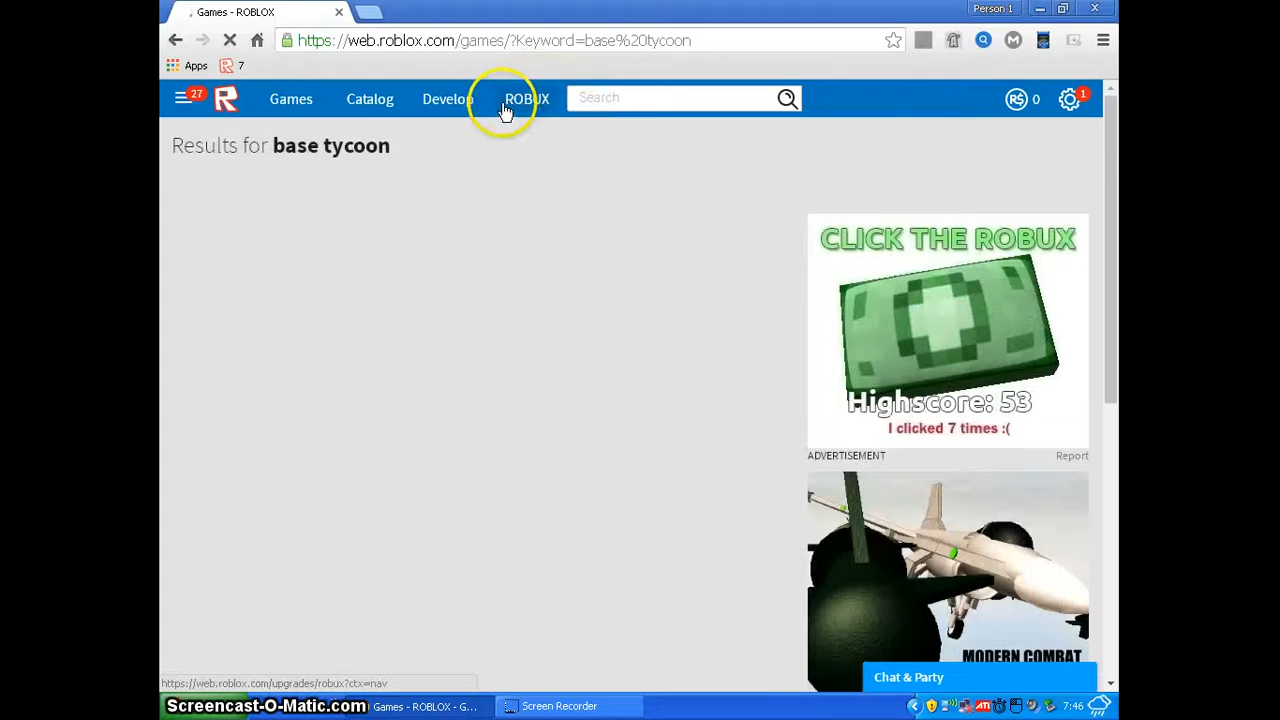 Games - ROBLOX
Person 1
https://web.roblox.com/games/?Keyword=base%20tycoon
Apps
7
27
Games
Catalog
Develop
ROBUX
Search
R$ 0
1
Results for base tycoon
CLICK THE ROBUX
Highscore: 53
I clicked 7 times :(
ADVERTISEMENT
Report
MODERN COMBAT
Chat & Party
https://web.roblox.com/upgrades/robux?ctx=nav
Screencast-O-Matic.com
Games - ROBLOX - G...
Screen Recorder
ATI
7:46